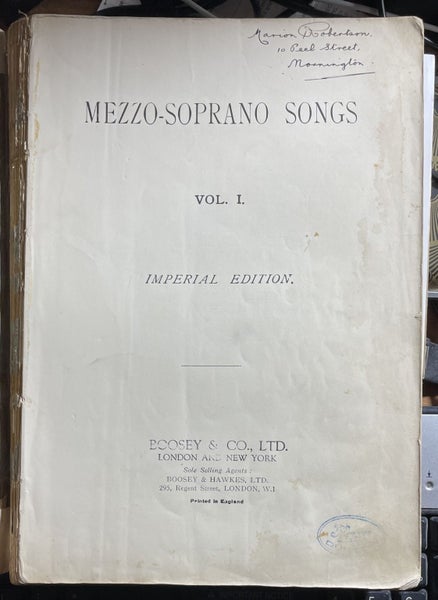 Marion Robertson.
10 Peel Street,
Mornington.
MEZZO-SOPRANO SONGS
VOL. I.
IMPERIAL EDITION.
BOOSEY & CO., LTD.
LONDON AND NEW YORK
Sole Selling Agents :
BOOSEY & HAWKES, LTD.
295, Regent Street, LONDON, W.1
Printed in England